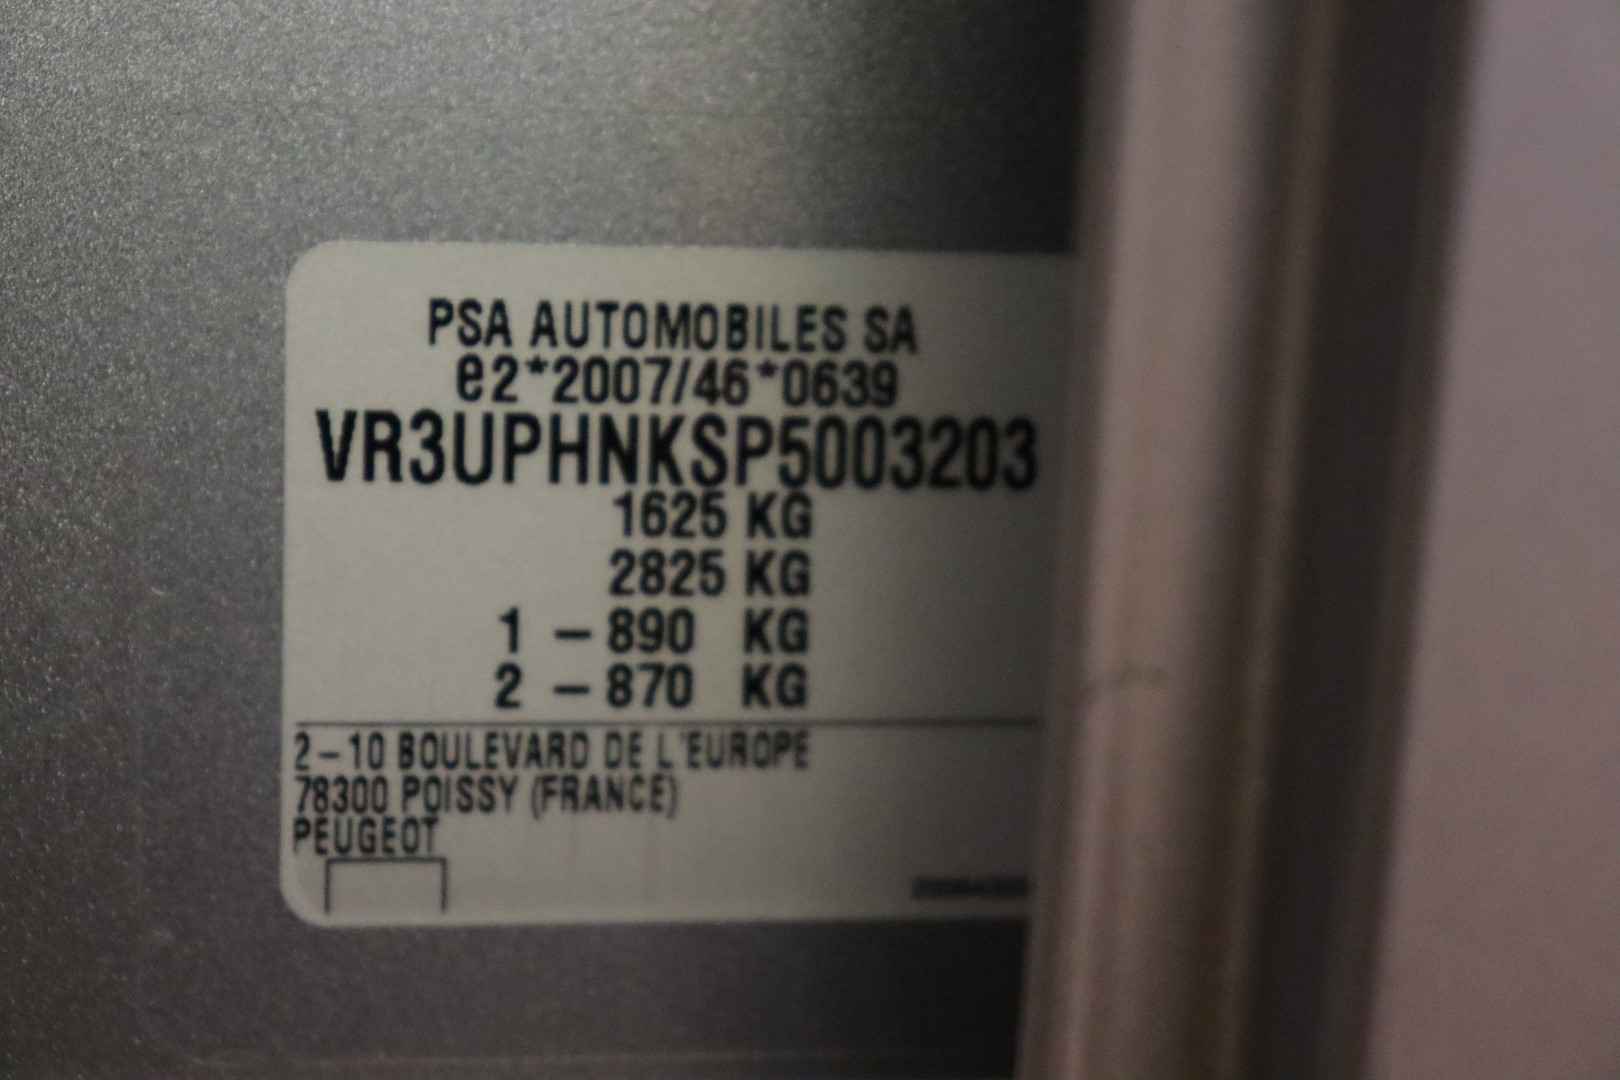 PSA AUTOMOBILES SA
e2*2007/46*0639
VR3UPHNKSP5003203
1625 KG
2825 KG
1 – 890 KG
2 – 870 KG
2–10 BOULEVARD DE L'EUROPE
78300 POISSY (FRANCE)
PEUGEOT